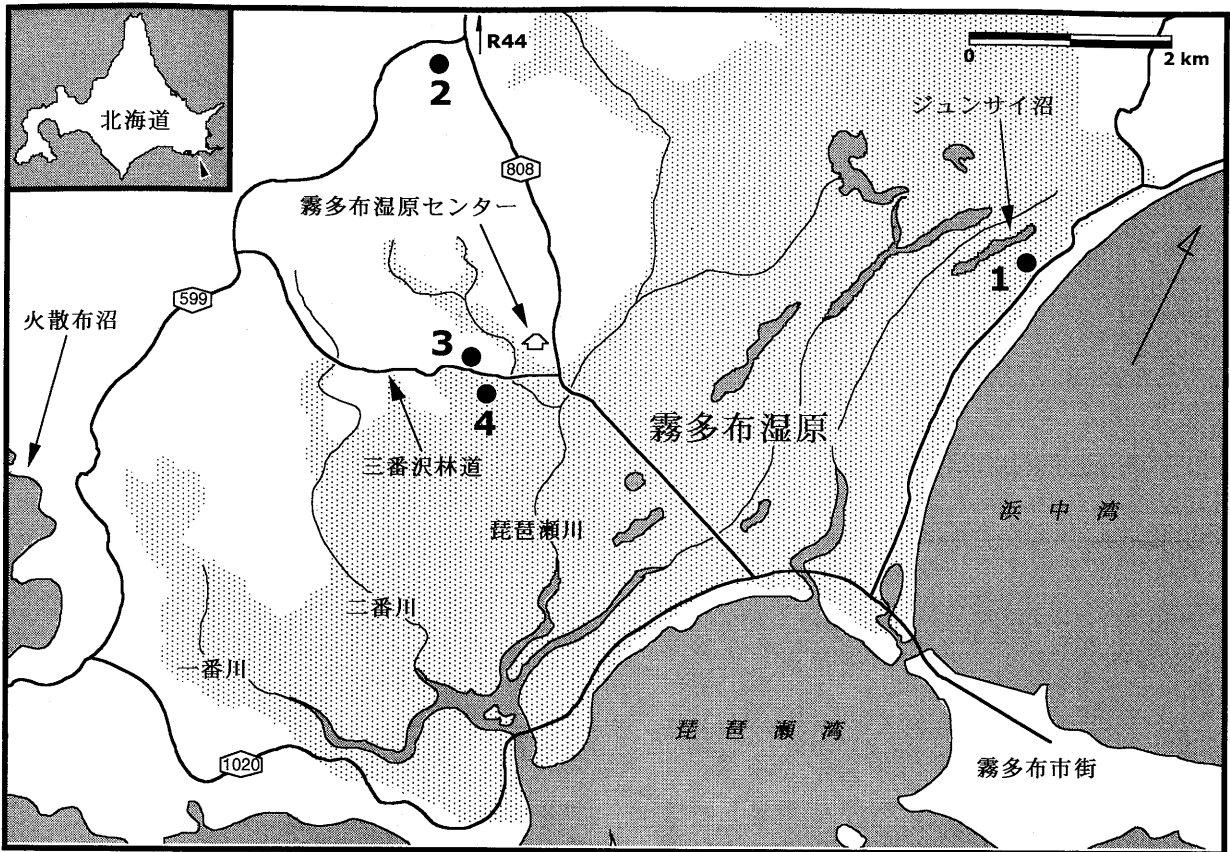 北海道
R44
2
0
2 km
ジュンサイ沼
808
霧多布湿原センター
1
599
火散布沼
3
4
霧多布湿原
三番沢林道
浜中湾
琵琶瀬川
二番川
一番川
琵琶瀬湾
1020
霧多布市街